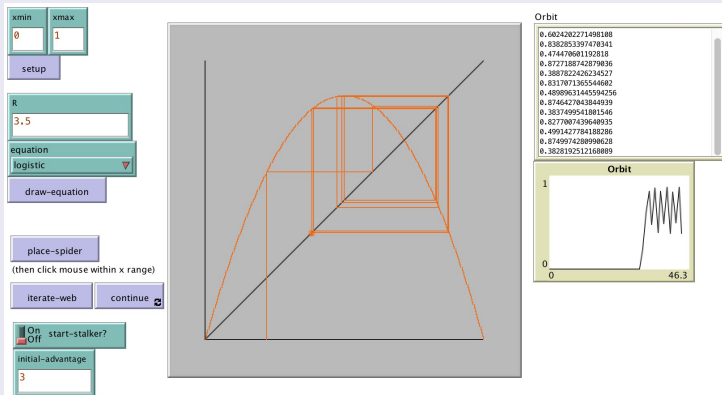 xmin
0
xmax
1
setup
R
3.5
equation
logistic
draw-equation
place-spider
(then click mouse within x range)
iterate-web
continue
On
Off
start-stalker?
initial-advantage
3
Orbit
0.6024202271498108
0.8382853397470341
0.474470601192818
0.8727188742879036
0.3887822426234527
0.8317071365544602
0.48989631445594256
0.8746427043844939
0.3837499541801546
0.8277007439640935
0.4991427784188286
0.8749974280990628
0.3828192512168089
Orbit
1
0
0
46.3